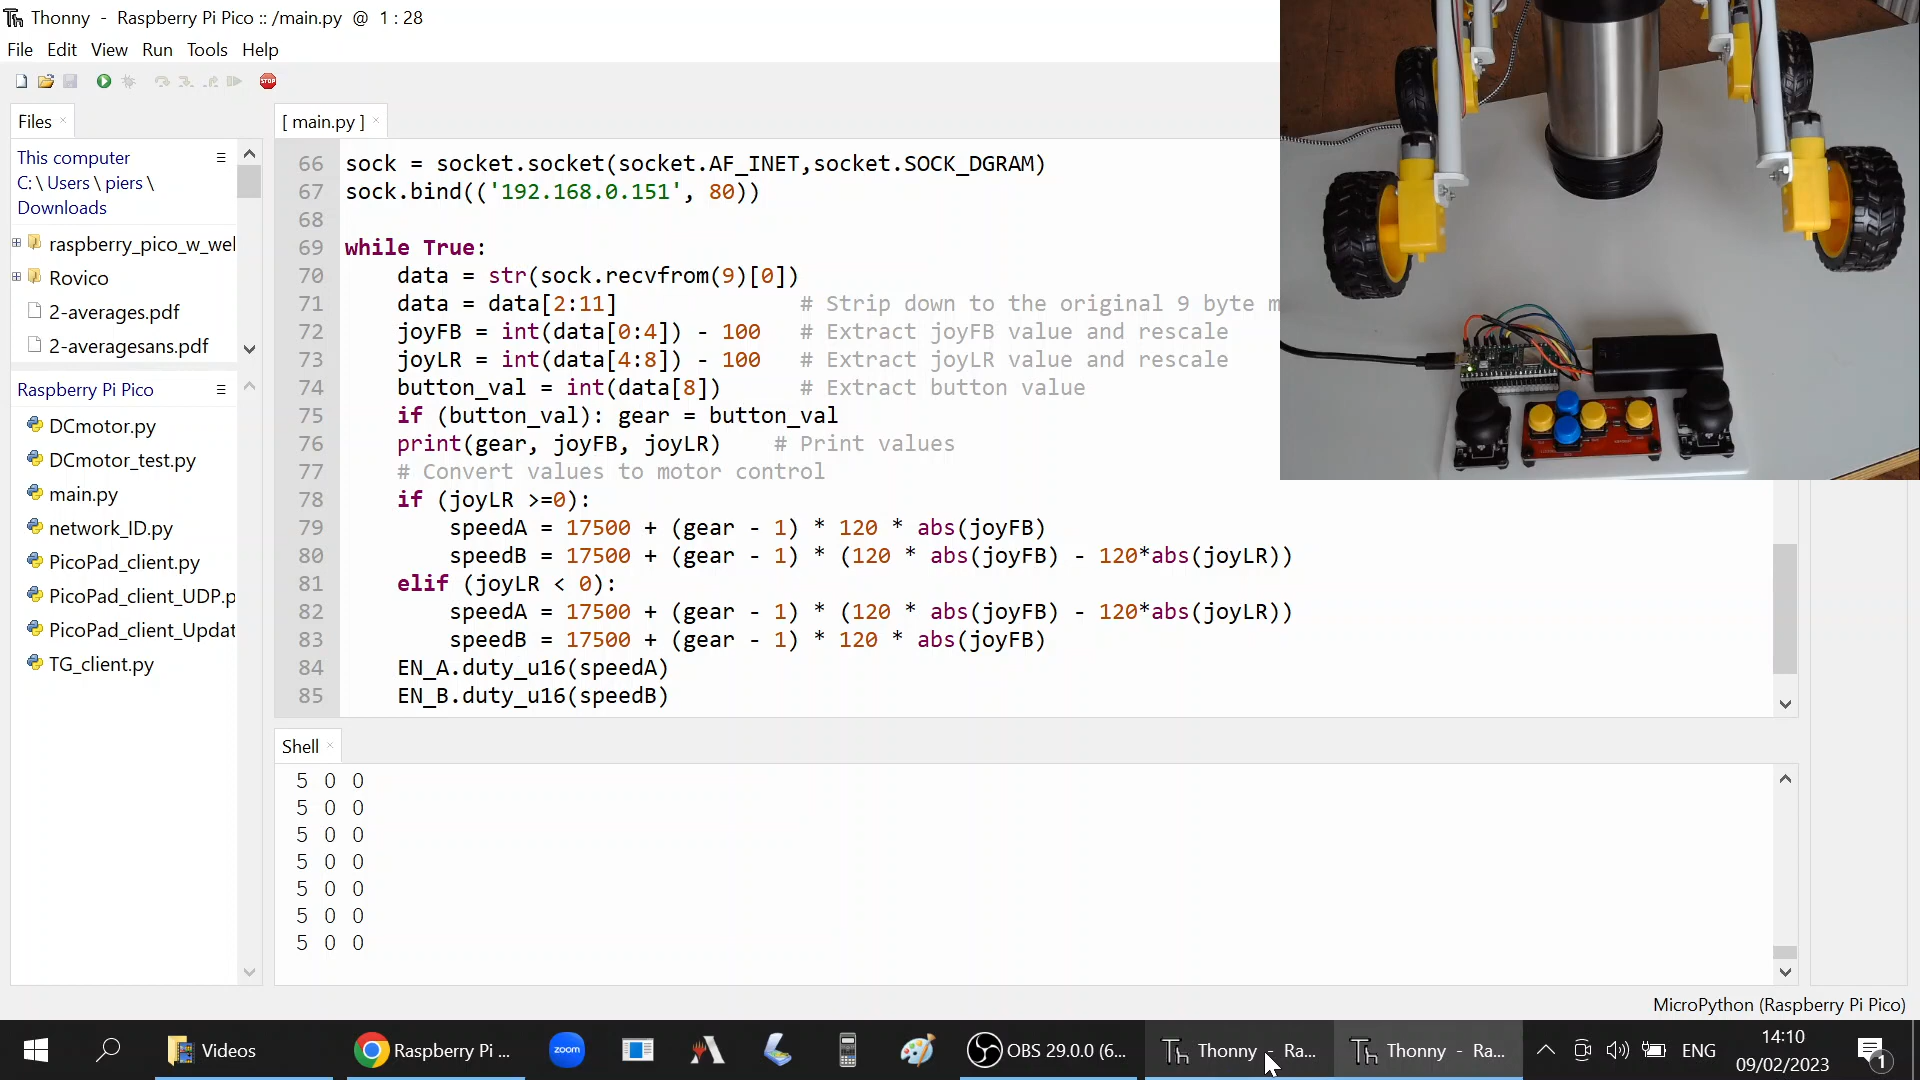 Thonny - Raspberry Pi Pico :: /main.py @ 1 : 28
File Edit View Run Tools Help
STOP
Files
[ main.py ]
This computer
C: \ Users \ piers \
Downloads
raspberry_pico_w_wel
Rovico
2-averages.pdf
2-averagesans.pdf
Raspberry Pi Pico
DCmotor.py
DCmotor_test.py
main.py
network_ID.py
PicoPad_client.py
PicoPad_client_UDP.p
PicoPad_client_Updat
TG_client.py
66 sock = socket.socket(socket.AF_INET,socket.SOCK_DGRAM)
67 sock.bind(('192.168.0.151', 80))
68
69 while True:
70 data = str(sock.recvfrom(9)[0])
71 data = data[2:11] # Strip down to the original 9 byte m
72 joyFB = int(data[0:4]) - 100 # Extract joyFB value and rescale
73 joyLR = int(data[4:8]) - 100 # Extract joyLR value and rescale
74 button_val = int(data[8]) # Extract button value
75 if (button_val): gear = button_val
76 print(gear, joyFB, joyLR) # Print values
77 # Convert values to motor control
78 if (joyLR >=0):
79 speedA = 17500 + (gear - 1) * 120 * abs(joyFB)
80 speedB = 17500 + (gear - 1) * (120 * abs(joyFB) - 120*abs(joyLR))
81 elif (joyLR < 0):
82 speedA = 17500 + (gear - 1) * (120 * abs(joyFB) - 120*abs(joyLR))
83 speedB = 17500 + (gear - 1) * 120 * abs(joyFB)
84 EN_A.duty_u16(speedA)
85 EN_B.duty_u16(speedB)
Shell
5 0 0
5 0 0
5 0 0
5 0 0
5 0 0
5 0 0
5 0 0
MicroPython (Raspberry Pi Pico)
Videos
Raspberry Pi ...
zoom
OBS 29.0.0 (6...
Thonny - Ra...
Thonny - Ra...
ENG
14:10
09/02/2023
1